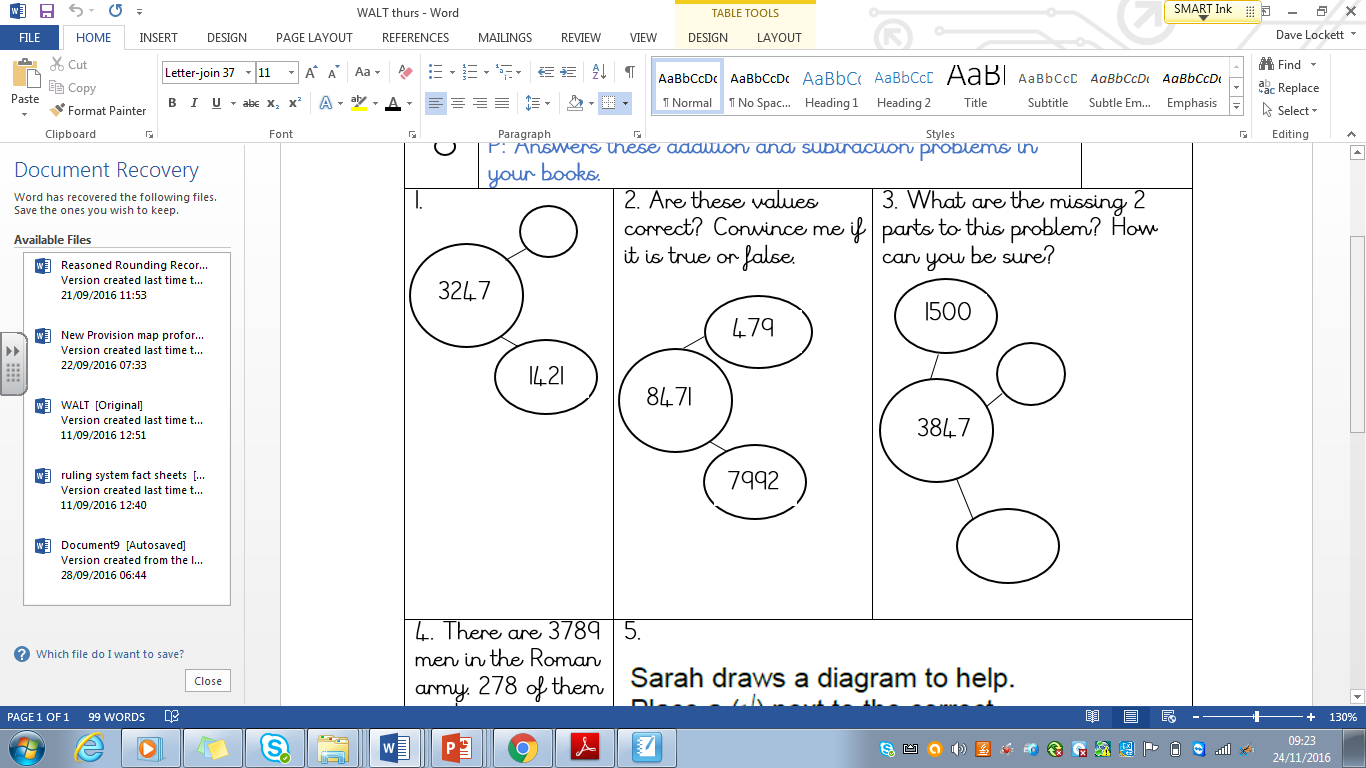 WALT thurs - Word
TABLE TOOLS
SMART Ink
FILE HOME INSERT DESIGN PAGE LAYOUT REFERENCES MAILINGS REVIEW VIEW DESIGN LAYOUT
Dave Lockett
Paste
Cut
Copy
Format Painter
Clipboard
Letter-join 37 11
Font
Paragraph
AaBbCcDc AaBbCcDc AaBbCc AaBbCcD AaBl AaBbCcD AaBbCcDc AaBbCcDc
¶ Normal ¶ No Spac... Heading 1 Heading 2 Title Subtitle Subtle Em... Emphasis
Styles
Find
Replace
Select
Editing
Document Recovery
Word has recovered the following files.
Save the ones you wish to keep.
Available Files
Reasoned Rounding Recor...
Version created last time t...
21/09/2016 11:53
New Provision map profor...
Version created last time t...
22/09/2016 07:33
WALT [Original]
Version created last time t...
11/09/2016 12:51
ruling system fact sheets [...
Version created last time t...
11/09/2016 12:40
Document9 [Autosaved]
Version created from the l...
28/09/2016 06:44
Which file do I want to save?
Close
P: Answers these addition and subtraction problems in
your books.
1.
3247
1421
2. Are these values
correct? Convince me if
it is true or false.
479
8471
7992
3. What are the missing 2
parts to this problem? How
can you be sure?
1500
3847
4. There are 3789
men in the Roman
army. 278 of them
5.
Sarah draws a diagram to help.
Place a (√) next to the correct
PAGE 1 OF 1 99 WORDS
130%
09:23
24/11/2016